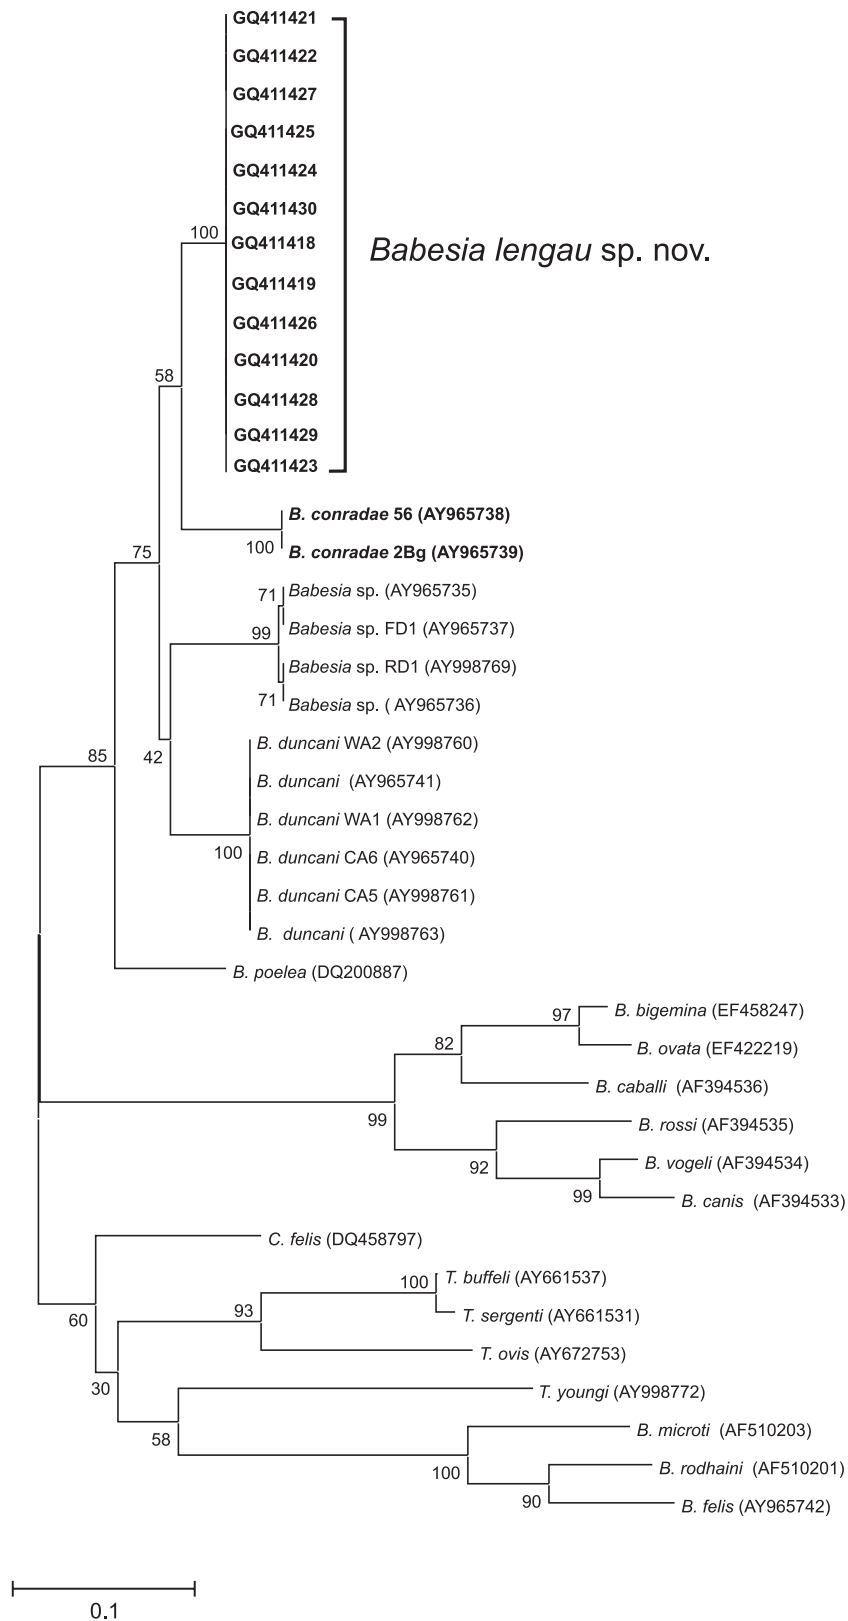 GQ411421
GQ411422
GQ411427
GQ411425
GQ411424
GQ411430
100
GQ411418
Babesia lengau sp. nov.
GQ411419
GQ411426
GQ411420
58
GQ411428
GQ411429
GQ411423
B. conradae 56 (AY965738)
100
B. conradae 2Bg (AY965739)
75
71
Babesia sp. (AY965735)
99
Babesia sp. FD1 (AY965737)
Babesia sp. RD1 (AY998769)
71
Babesia sp. ( AY965736)
85
42
B. duncani WA2 (AY998760)
B. duncani (AY965741)
B. duncani WA1 (AY998762)
100
B. duncani CA6 (AY965740)
B. duncani CA5 (AY998761)
B. duncani ( AY998763)
B. poelea (DQ200887)
97
B. bigemina (EF458247)
82
B. ovata (EF422219)
B. caballi (AF394536)
99
B. rossi (AF394535)
92
B. vogeli (AF394534)
99
B. canis (AF394533)
C. felis (DQ458797)
100
T. buffeli (AY661537)
60
93
T. sergenti (AY661531)
T. ovis (AY672753)
30
T. youngi (AY998772)
58
B. microti (AF510203)
100
B. rodhaini (AF510201)
90
B. felis (AY965742)
0.1